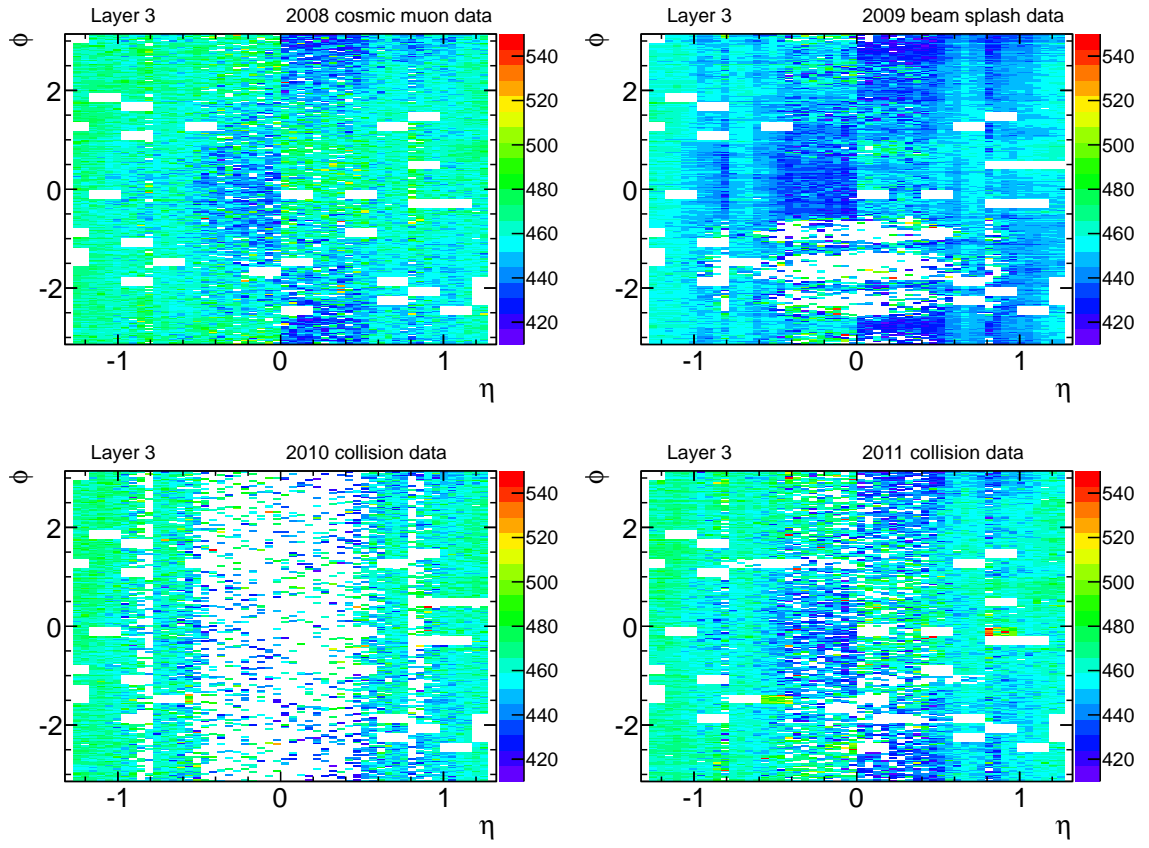 Layer 3 2008 cosmic muon data
ϕ
2
0
-2
-1 0 1
η
540
520
500
480
460
440
420
Layer 3 2009 beam splash data
ϕ
2
0
-2
-1 0 1
η
540
520
500
480
460
440
420
Layer 3 2010 collision data
ϕ
2
0
-2
-1 0 1
η
540
520
500
480
460
440
420
Layer 3 2011 collision data
ϕ
2
0
-2
-1 0 1
η
540
520
500
480
460
440
420